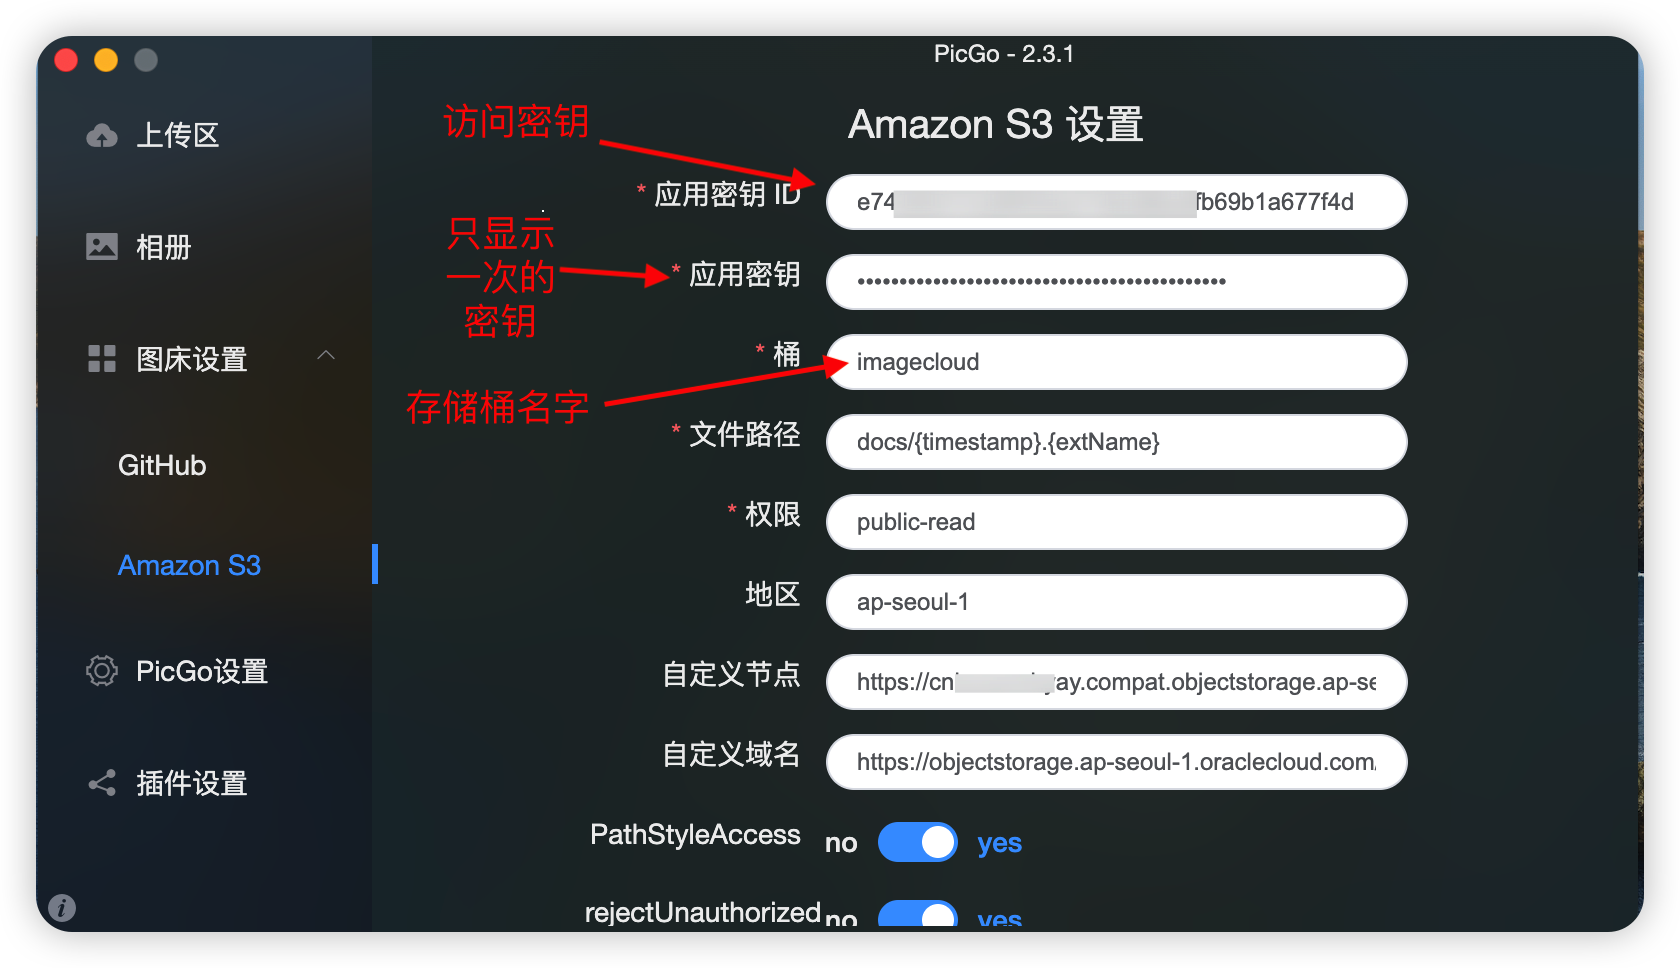 PicGo - 2.3.1
上传区
相册
图床设置
GitHub
Amazon S3
PicGo设置
插件设置
Amazon S3 设置
访问密钥
* 应用密钥 ID
e74 fb69b1a677f4d
只显示
一次的
密钥
* 应用密钥
* 桶
imagecloud
存储桶名字
* 文件路径
docs/{timestamp}.{extName}
* 权限
public-read
地区
ap-seoul-1
自定义节点
https://cn yay.compat.objectstorage.ap-se
自定义域名
https://objectstorage.ap-seoul-1.oraclecloud.com/
PathStyleAccess no yes
rejectUnauthorized no yes